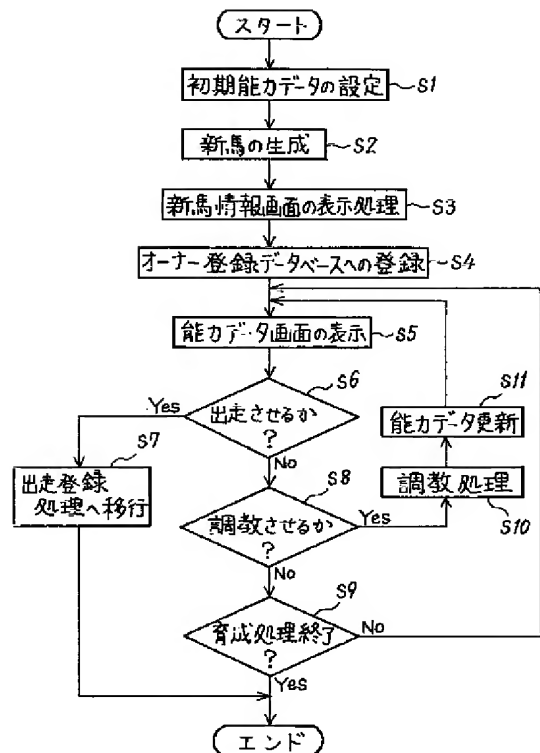 スタート
初期能力データの設定
S1
新馬の生成
S2
新馬情報画面の表示処理
S3
オーナー登録データベースへの登録
S4
能力データ画面の表示
S5
S6
出走させるか
?
Yes
No
S7
出走登録
処理へ移行
S8
調教させるか
?
Yes
No
S11
能力データ更新
調教処理
S10
S9
育成処理終了
?
No
Yes
エンド